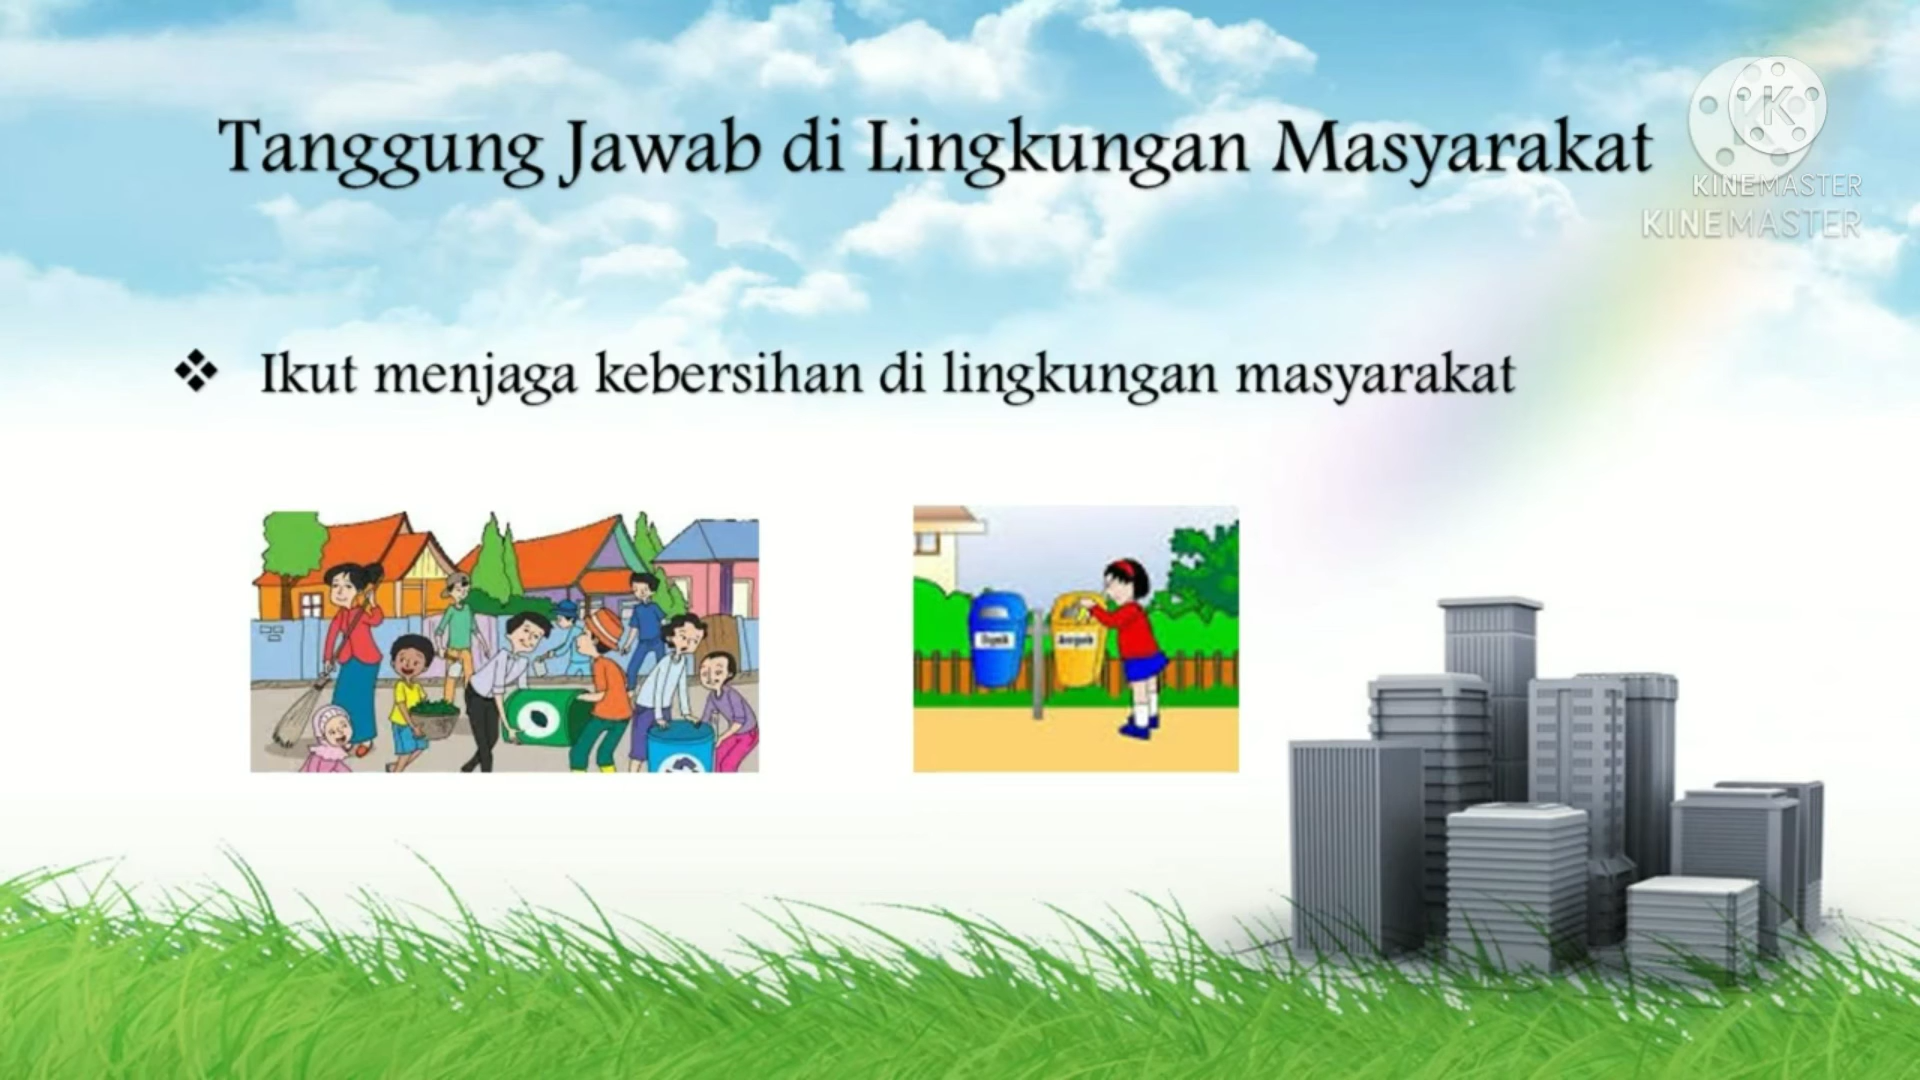 Tanggung Jawab di Lingkungan Masyarakat
KINEMASTER
KINEMASTER
Ikut menjaga kebersihan di lingkungan masyarakat